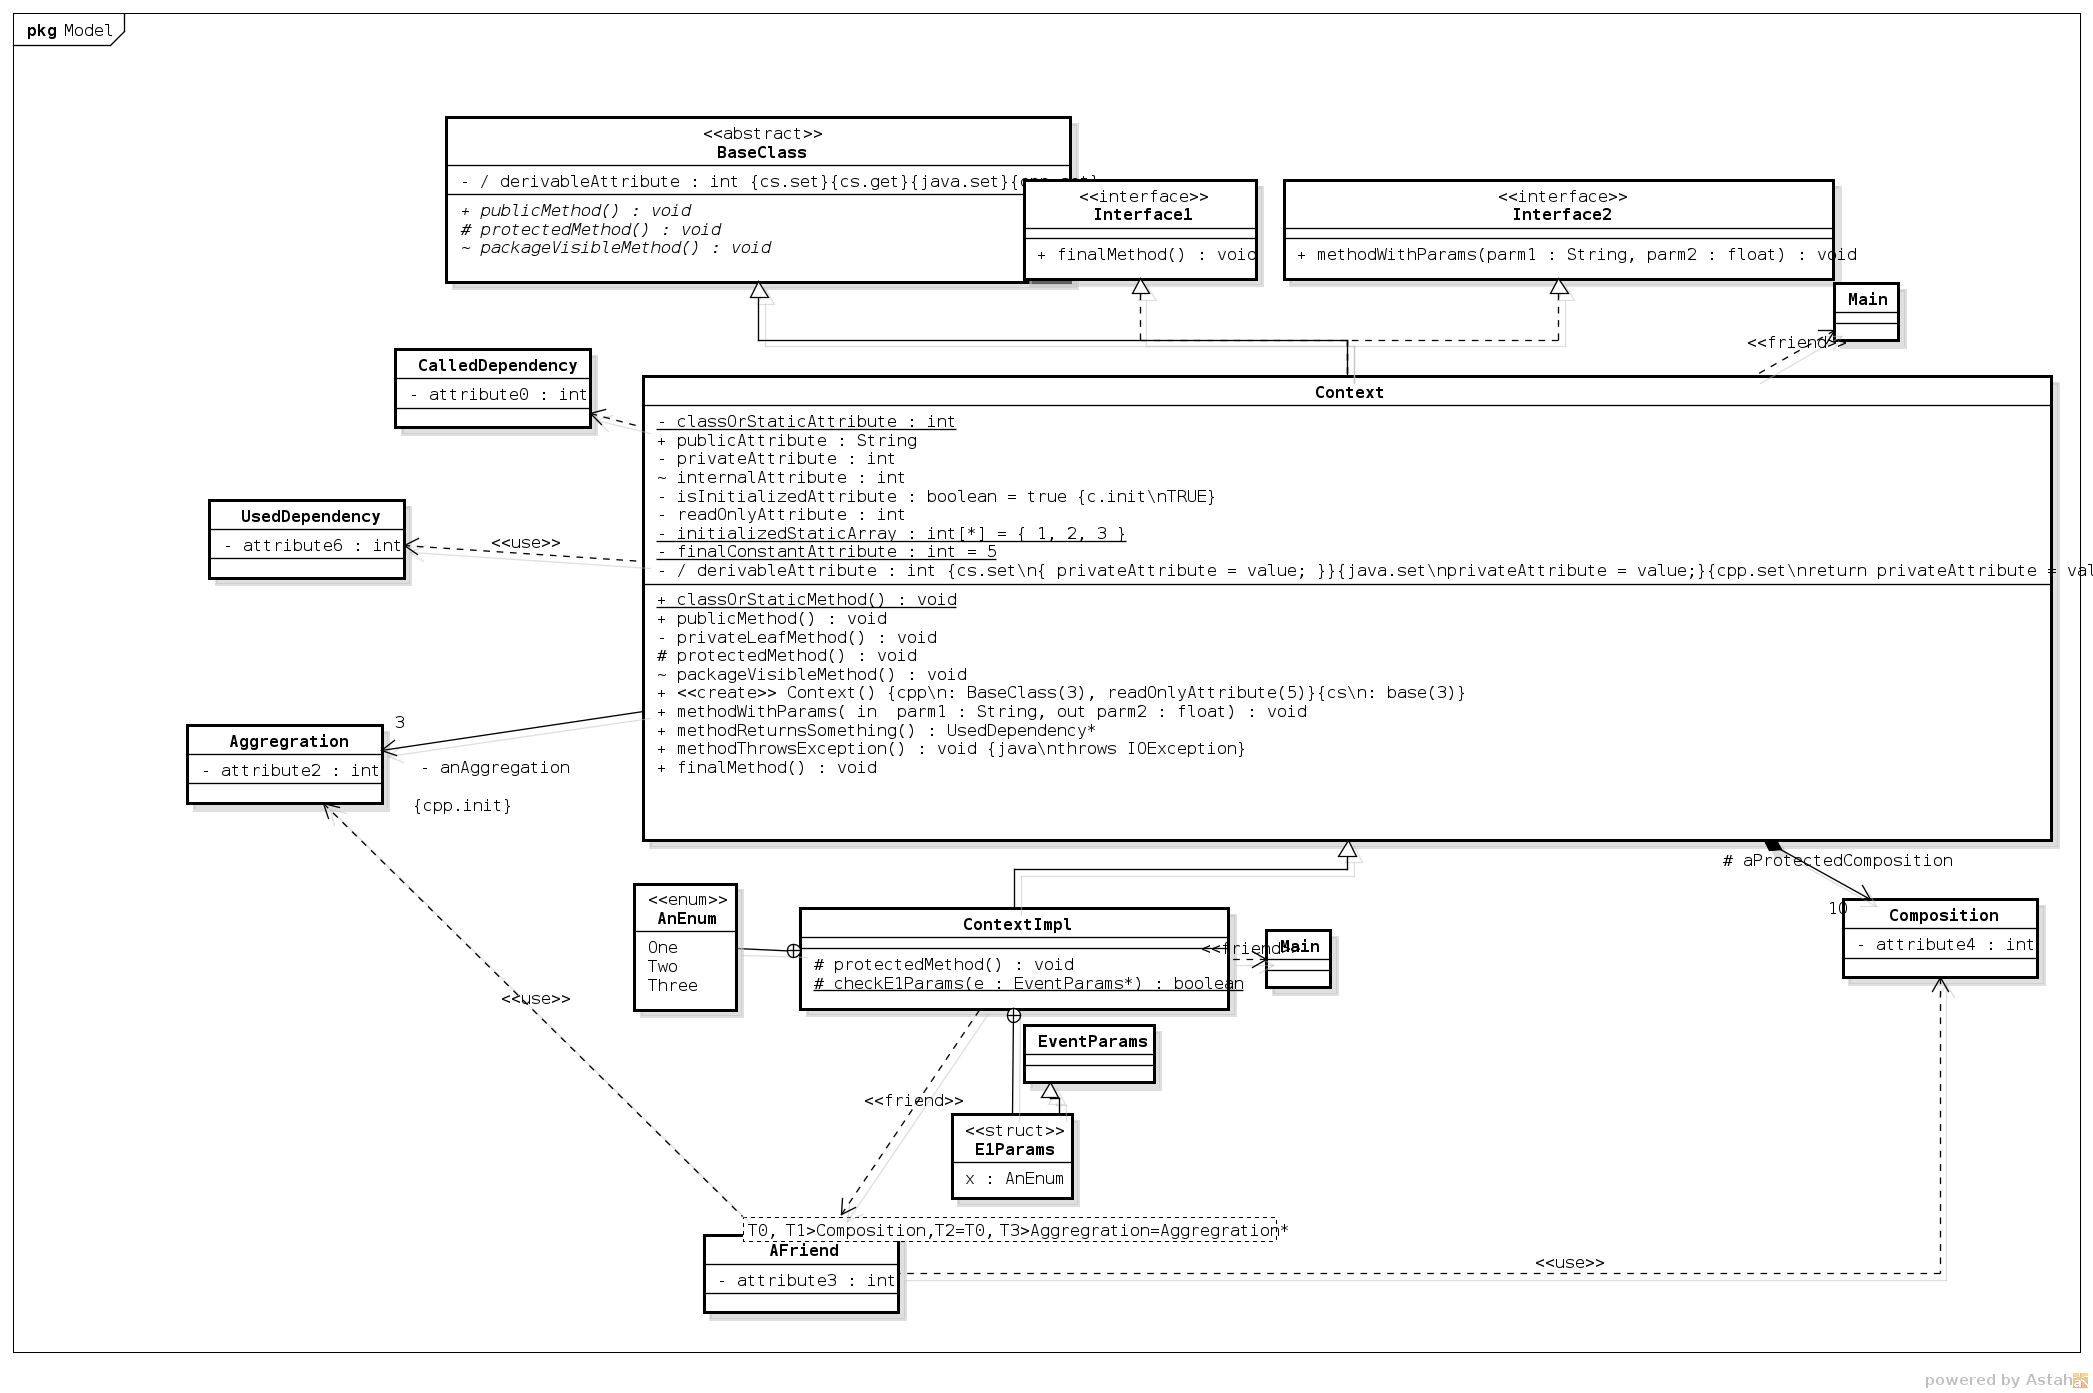 pkg Model
<<abstract>>
BaseClass
- / derivableAttribute : int {cs.set}{cs.get}{java.set}{cpp.set}
+ publicMethod() : void
# protectedMethod() : void
~ packageVisibleMethod() : void
<<interface>>
Interface1
+ finalMethod() : void
<<interface>>
Interface2
+ methodWithParams(parm1 : String, parm2 : float) : void
Main
<<friend>>
CalledDependency
- attribute0 : int
UsedDependency
- attribute6 : int
<<use>>
Context
- classOrStaticAttribute : int
+ publicAttribute : String
- privateAttribute : int
~ internalAttribute : int
- isInitializedAttribute : boolean = true {c.init\nTRUE}
- readOnlyAttribute : int
- initializedStaticArray : int[*] = { 1, 2, 3 }
- finalConstantAttribute : int = 5
- / derivableAttribute : int {cs.set\n{ privateAttribute = value; }}{java.set\nprivateAttribute = value;}{cpp.set\nreturn privateAttribute = val
+ classOrStaticMethod() : void
+ publicMethod() : void
- privateLeafMethod() : void
# protectedMethod() : void
~ packageVisibleMethod() : void
+ <<create>> Context() {cpp\n: BaseClass(3), readOnlyAttribute(5)}{cs\n: base(3)}
+ methodWithParams( in  parm1 : String, out parm2 : float) : void
+ methodReturnsSomething() : UsedDependency*
+ methodThrowsException() : void {java\nthrows IOException}
+ finalMethod() : void
3
Aggregration
- attribute2 : int
- anAggregation
{cpp.init}
# aProtectedComposition
10
Composition
- attribute4 : int
<<enum>>
AnEnum
One
Two
Three
ContextImpl
# protectedMethod() : void
# checkE1Params(e : EventParams*) : boolean
<<friend>>
Main
<<use>>
EventParams
<<friend>>
<<struct>>
E1Params
x : AnEnum
T0, T1>Composition,T2=T0, T3>Aggregration=Aggregration*
AFriend
- attribute3 : int
<<use>>
powered by Astah